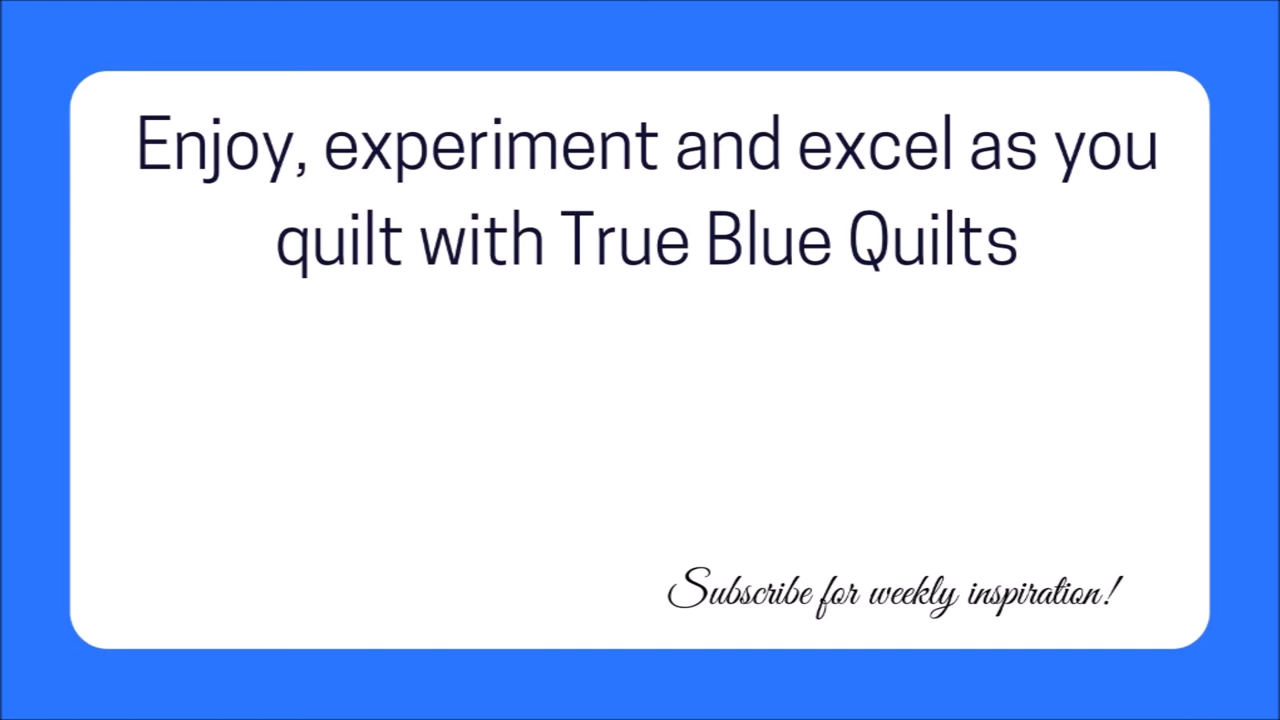 Enjoy, experiment and excel as you
quilt with True Blue Quilts
Subscribe for weekly inspiration!